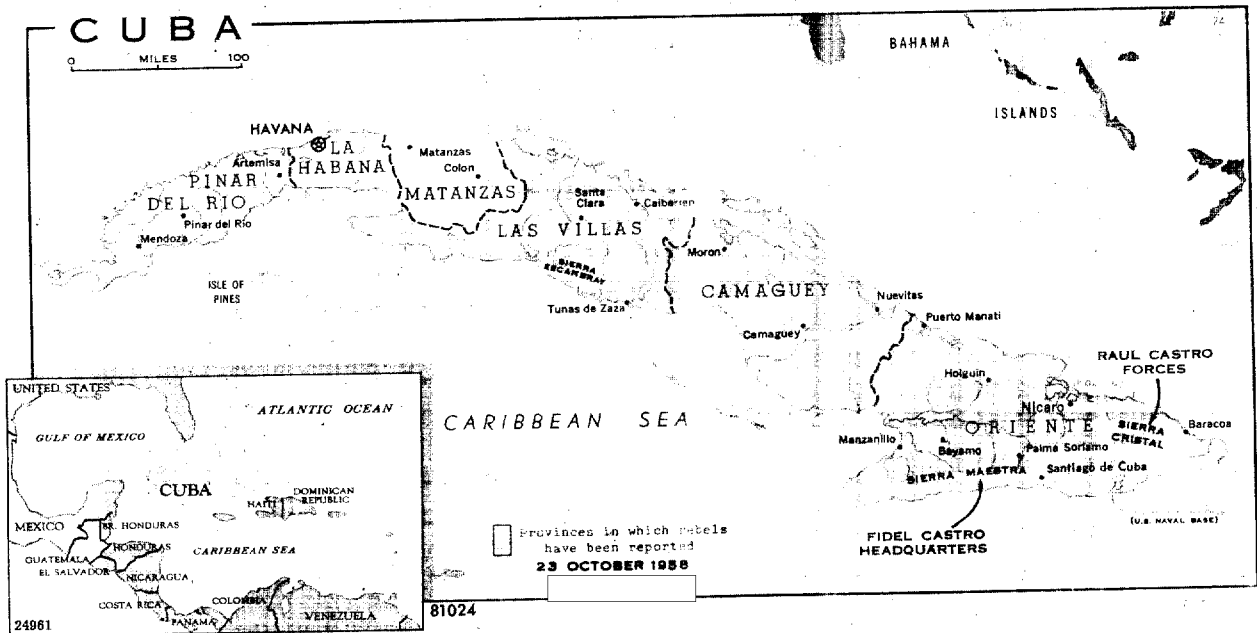 CUBA
0 MILES 100
BAHAMA
ISLANDS
HAVANA
LA
HABANA
Artemisa
PINAR
DEL RIO
Pinar del Rio
Mendoza
Matanzas
Colon
MATANZAS
ISLE OF
PINES
Santa
Clara
Caibarien
LAS VILLAS
SIERRA
ESCAMBRAY
Tunas de Zaza
Moron
CAMAGUEY
Camaguey
Nuevitas
Puerto Manati
RAUL CASTRO
FORCES
Holguin
Nicaro
ORIENTE
SIERRA
CRISTAL
Baracoa
Manzanillo
Bayamo
Palma Soriano
SIERRA MAESTRA
Santiago de Cuba
(U.S. NAVAL BASE)
FIDEL CASTRO
HEADQUARTERS
CARIBBEAN SEA
Provinces in which rebels
have been reported
23 OCTOBER 1958
81024
UNITED STATES
ATLANTIC OCEAN
GULF OF MEXICO
CUBA
DOMINICAN
REPUBLIC
HAITI
MEXICO
BR. HONDURAS
HONDURAS
CARIBBEAN SEA
GUATEMALA
EL SALVADOR
NICARAGUA
COSTA RICA
PANAMA
COLOMBIA
VENEZUELA
24961